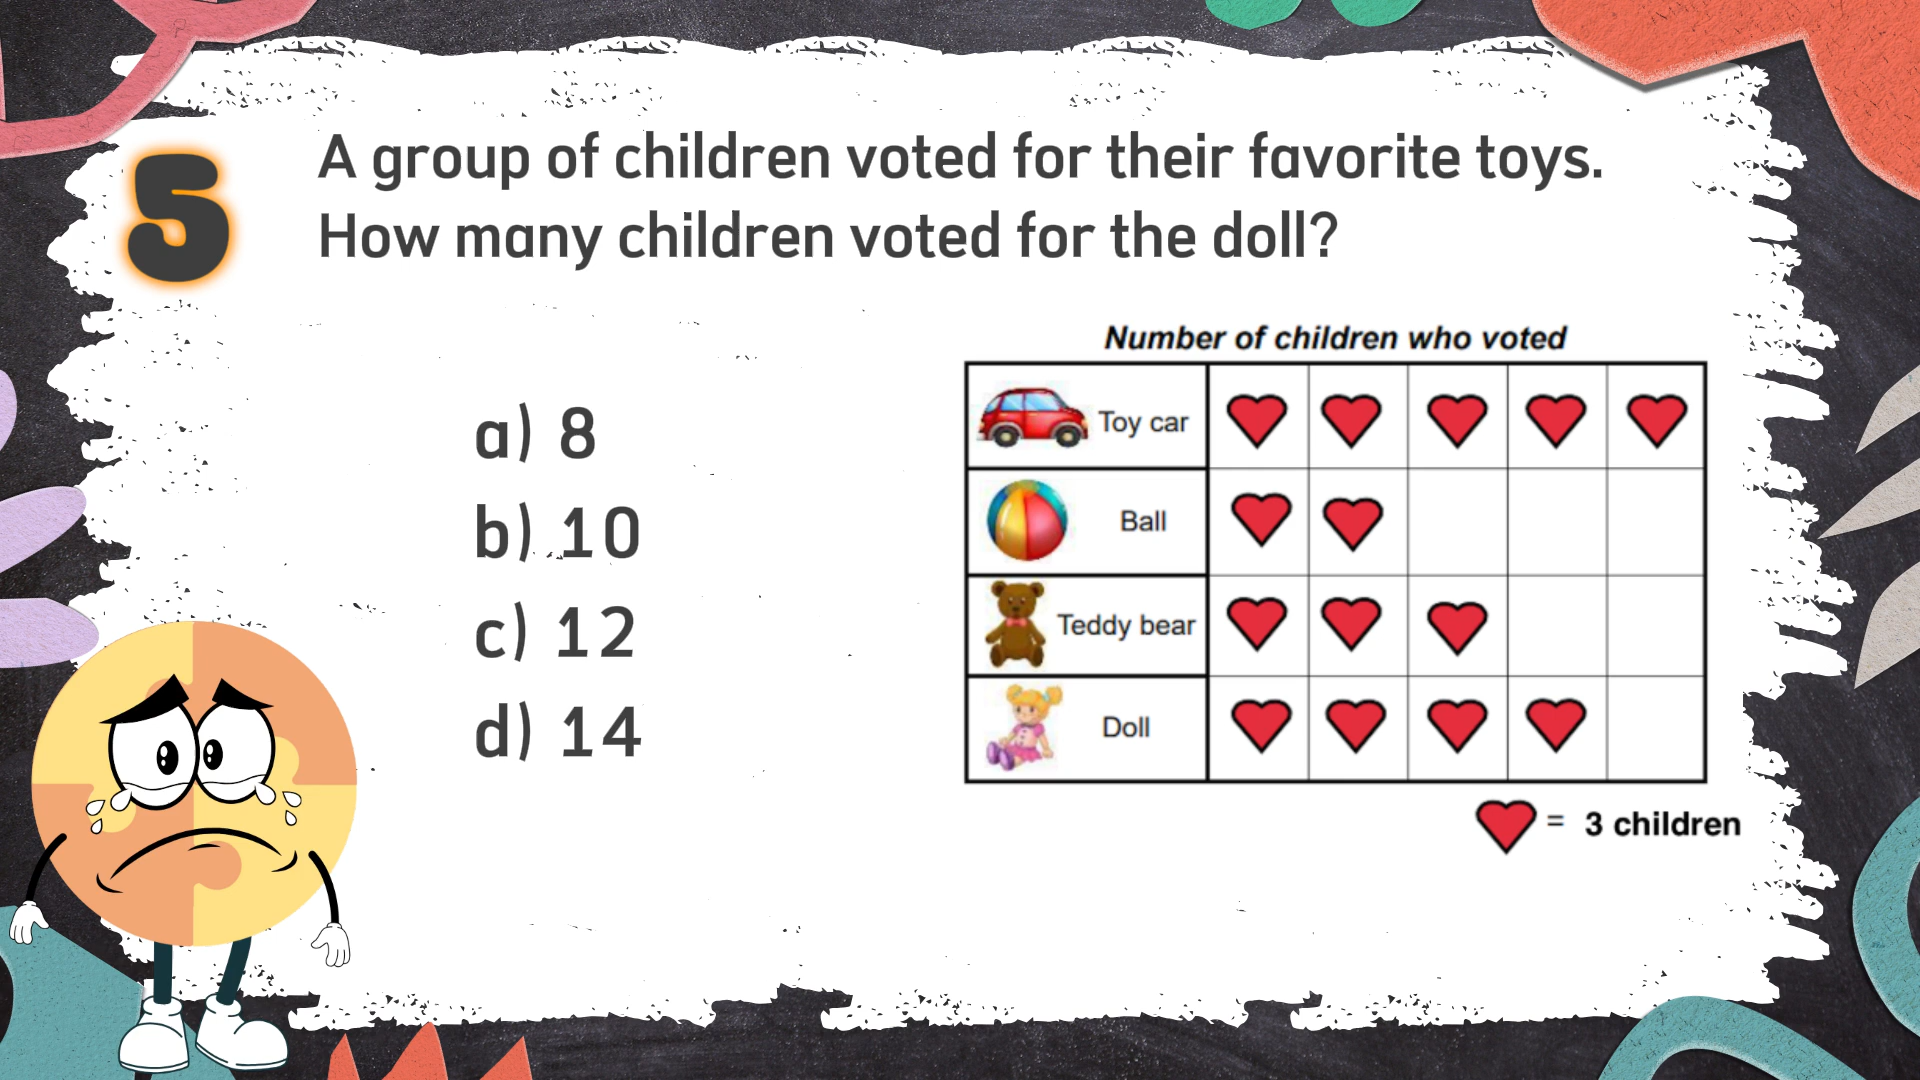 5
A group of children voted for their favorite toys.
How many children voted for the doll?
a) 8
b) 10
c) 12
d) 14
Number of children who voted
Toy car
Ball
Teddy bear
Doll
= 3 children